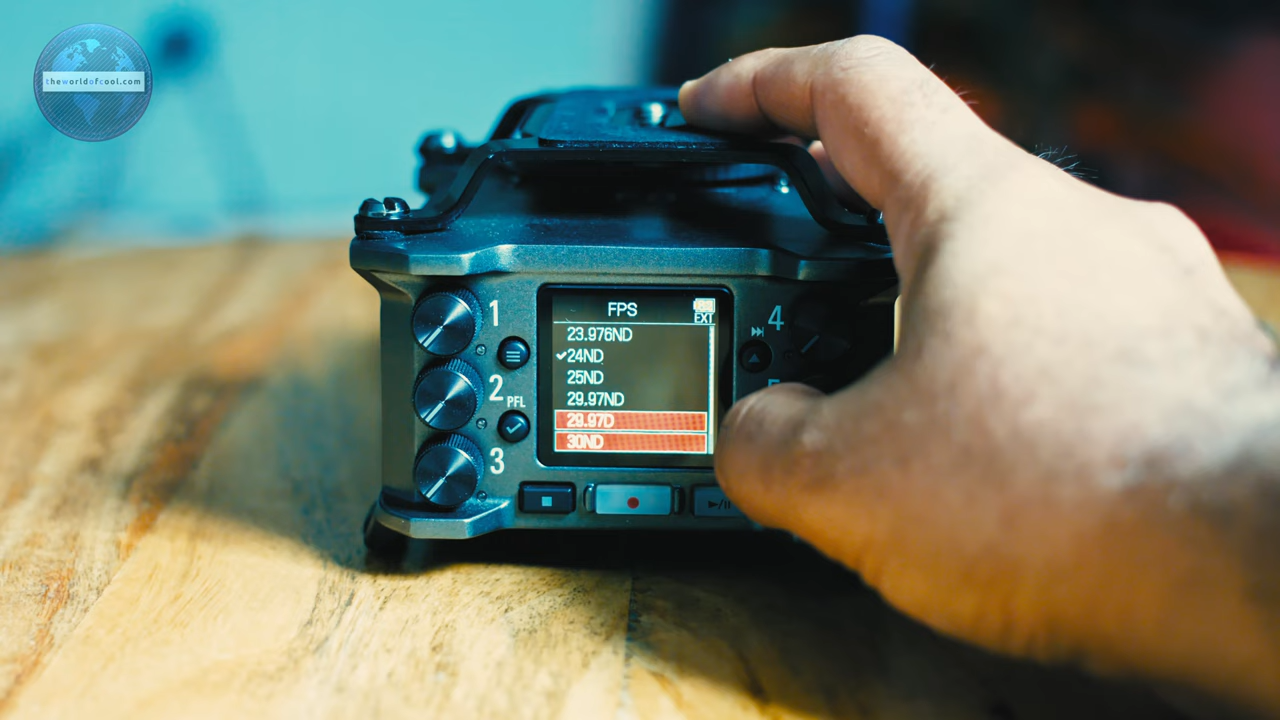 theworldofcool.com
FPS
EXT
23.976ND
✔24ND
25ND
29.97ND
29.97D
30ND
1
2
PFL
3
4